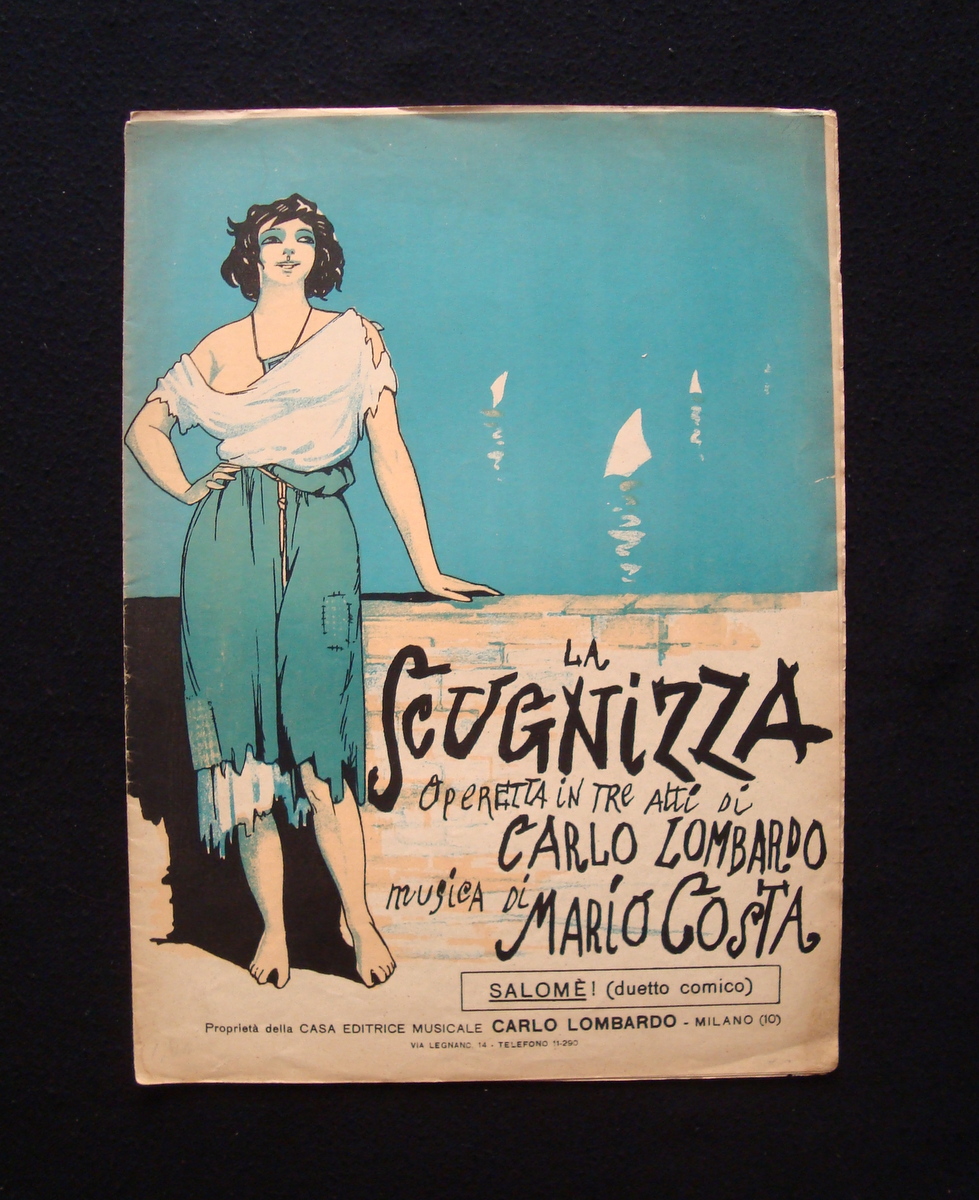 LA
SCUGNiZZA
OPERETTA iN TRE Atti Di
CARLO LOMBARDO
musicA Di
MARiO COSTA
SALOMÈ! (duetto comico)
Proprietà della CASA EDITRICE MUSICALE CARLO LOMBARDO - MILANO (10)
VIA LEGNANO, 14 - TELEFONO 11-290